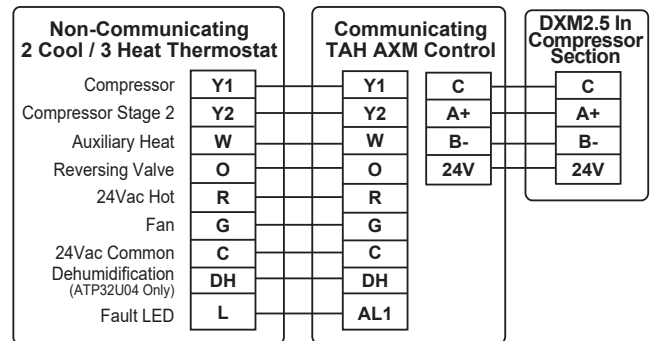 Non-Communicating
2 Cool / 3 Heat Thermostat
Compressor Y1
Compressor Stage 2 Y2
Auxiliary Heat W
Reversing Valve O
24Vac Hot R
Fan G
24Vac Common C
Dehumidification
(ATP32U04 Only) DH
Fault LED L
Communicating
TAH AXM Control
Y1
Y2
W
O
R
G
C
DH
AL1
C
A+
B-
24V
DXM2.5 In
Compressor
Section
C
A+
B-
24V